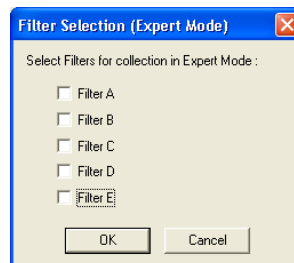 Filter Selection (Expert Mode)
Select Filters for collection in Expert Mode :
Filter A
Filter B
Filter C
Filter D
Filter E
OK Cancel